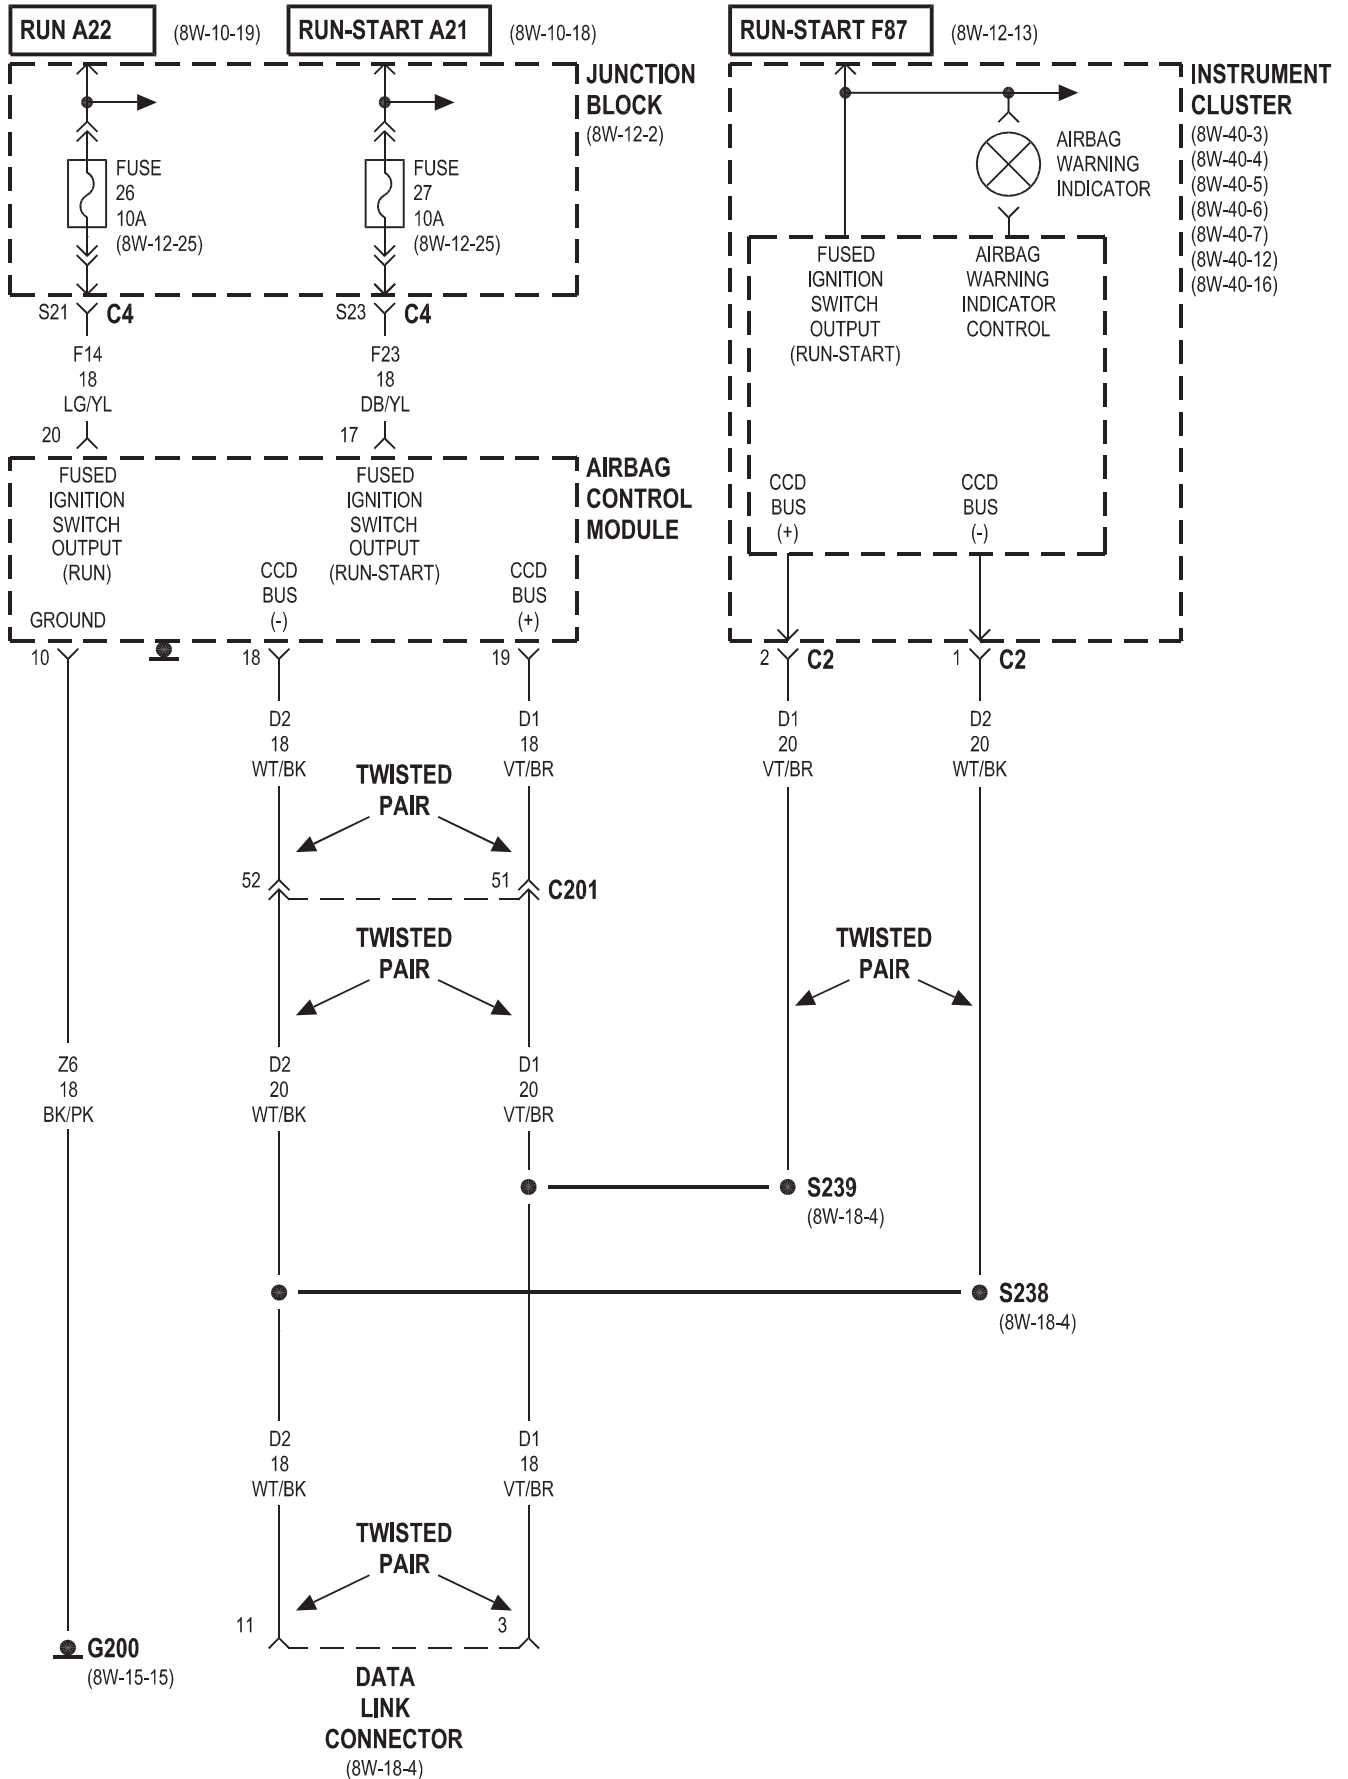 RUN A22
(8W-10-19)
RUN-START A21
(8W-10-18)
RUN-START F87
(8W-12-13)
JUNCTION
BLOCK
(8W-12-2)
FUSE
26
10A
(8W-12-25)
FUSE
27
10A
(8W-12-25)
S21
C4
S23
C4
F14
18
LG/YL
F23
18
DB/YL
20
17
INSTRUMENT
CLUSTER
(8W-40-3)
(8W-40-4)
(8W-40-5)
(8W-40-6)
(8W-40-7)
(8W-40-12)
(8W-40-16)
AIRBAG
WARNING
INDICATOR
FUSED
IGNITION
SWITCH
OUTPUT
(RUN-START)
AIRBAG
WARNING
INDICATOR
CONTROL
CCD
BUS
(+)
CCD
BUS
(-)
AIRBAG
CONTROL
MODULE
FUSED
IGNITION
SWITCH
OUTPUT
(RUN)
FUSED
IGNITION
SWITCH
OUTPUT
(RUN-START)
GROUND
CCD
BUS
(-)
CCD
BUS
(+)
10
18
19
2
C2
1
C2
D2
18
WT/BK
D1
18
VT/BR
D1
20
VT/BR
D2
20
WT/BK
TWISTED
PAIR
52
51
C201
TWISTED
PAIR
TWISTED
PAIR
Z6
18
BK/PK
D2
20
WT/BK
D1
20
VT/BR
S239
(8W-18-4)
S238
(8W-18-4)
D2
18
WT/BK
D1
18
VT/BR
TWISTED
PAIR
11
3
G200
(8W-15-15)
DATA
LINK
CONNECTOR
(8W-18-4)